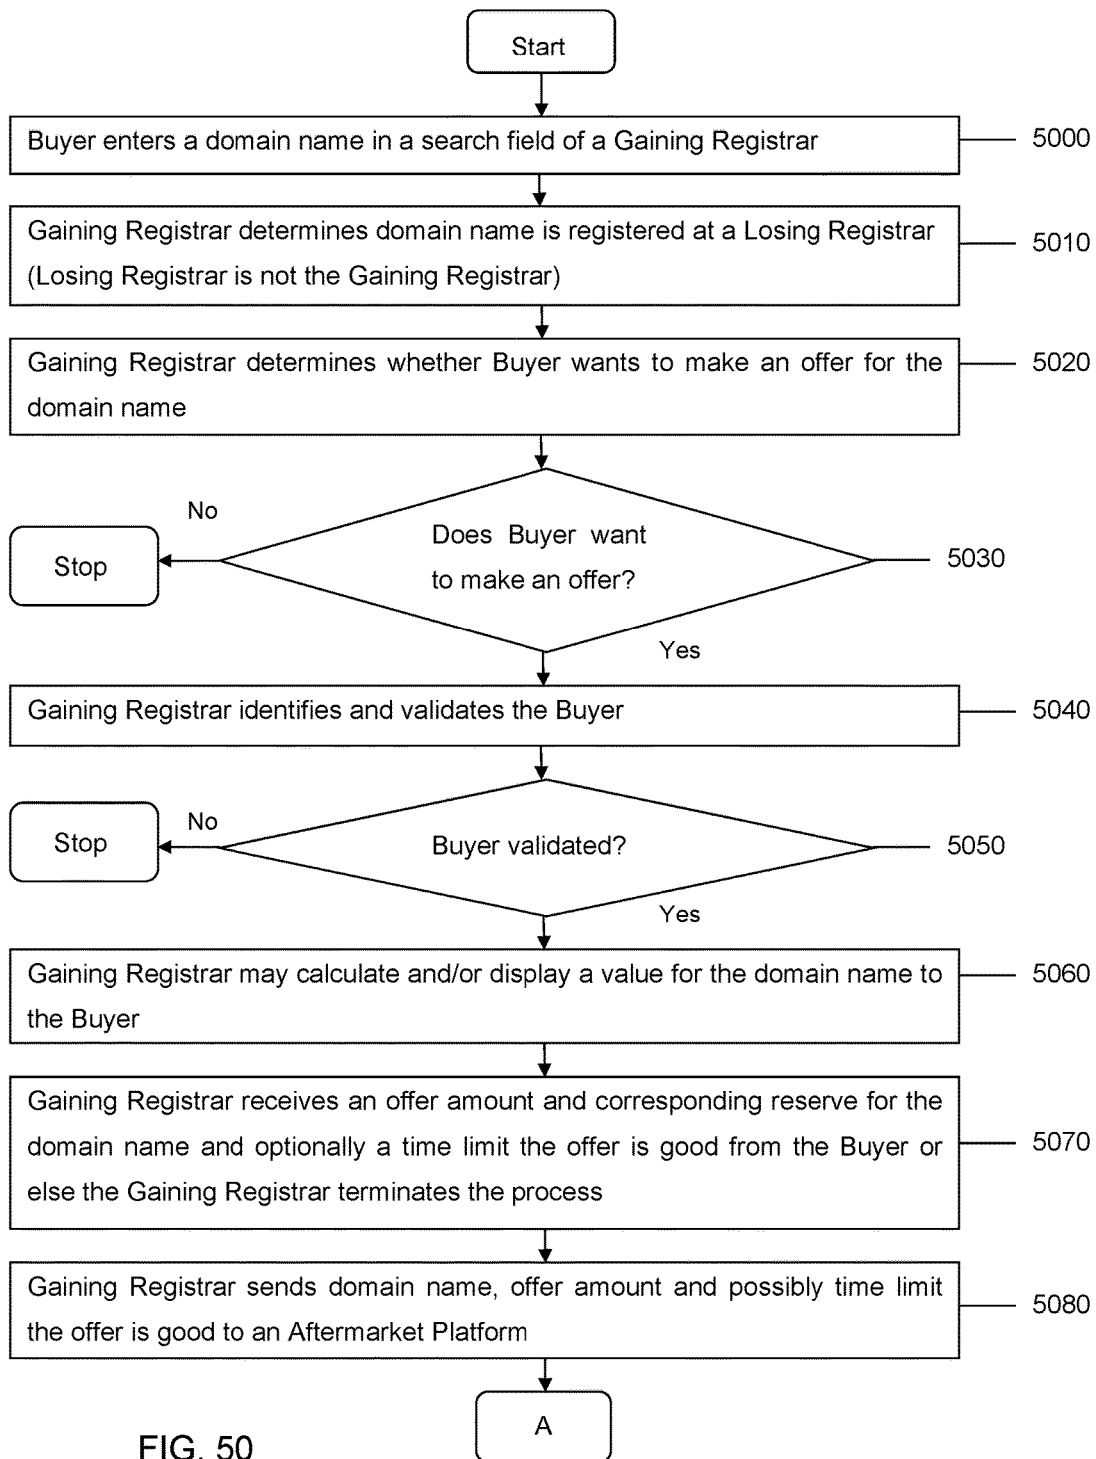 Start
Buyer enters a domain name in a search field of a Gaining Registrar
5000
Gaining Registrar determines domain name is registered at a Losing Registrar
(Losing Registrar is not the Gaining Registrar)
5010
Gaining Registrar determines whether Buyer wants to make an offer for the
domain name
5020
No
Does Buyer want
to make an offer?
Stop
5030
Yes
Gaining Registrar identifies and validates the Buyer
5040
No
Stop
Buyer validated?
5050
Yes
Gaining Registrar may calculate and/or display a value for the domain name to
the Buyer
5060
Gaining Registrar receives an offer amount and corresponding reserve for the
domain name and optionally a time limit the offer is good from the Buyer or
else the Gaining Registrar terminates the process
5070
Gaining Registrar sends domain name, offer amount and possibly time limit
the offer is good to an Aftermarket Platform
5080
A
FIG. 50